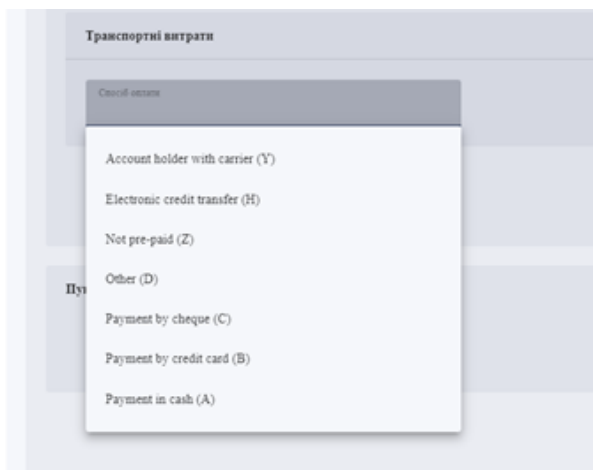 Транспортні витрати
Спосіб оплати
Account holder with carrier (Y)
Electronic credit transfer (H)
Not pre-paid (Z)
Other (D)
Payment by cheque (C)
Payment by credit card (B)
Payment in cash (A)